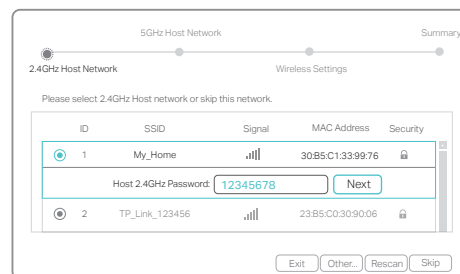 5GHz Host Network Summary
2.4GHz Host Network Wireless Settings
Please select 2.4GHz Host network or skip this network.
ID SSID Signal MAC Address Security
1 My_Home 30:B5:C1:33:99:76
Host 2.4GHz Password: 12345678 Next
2 TP_Link_123456 23:B5:C0:30:90:06
Exit Other... Rescan Skip